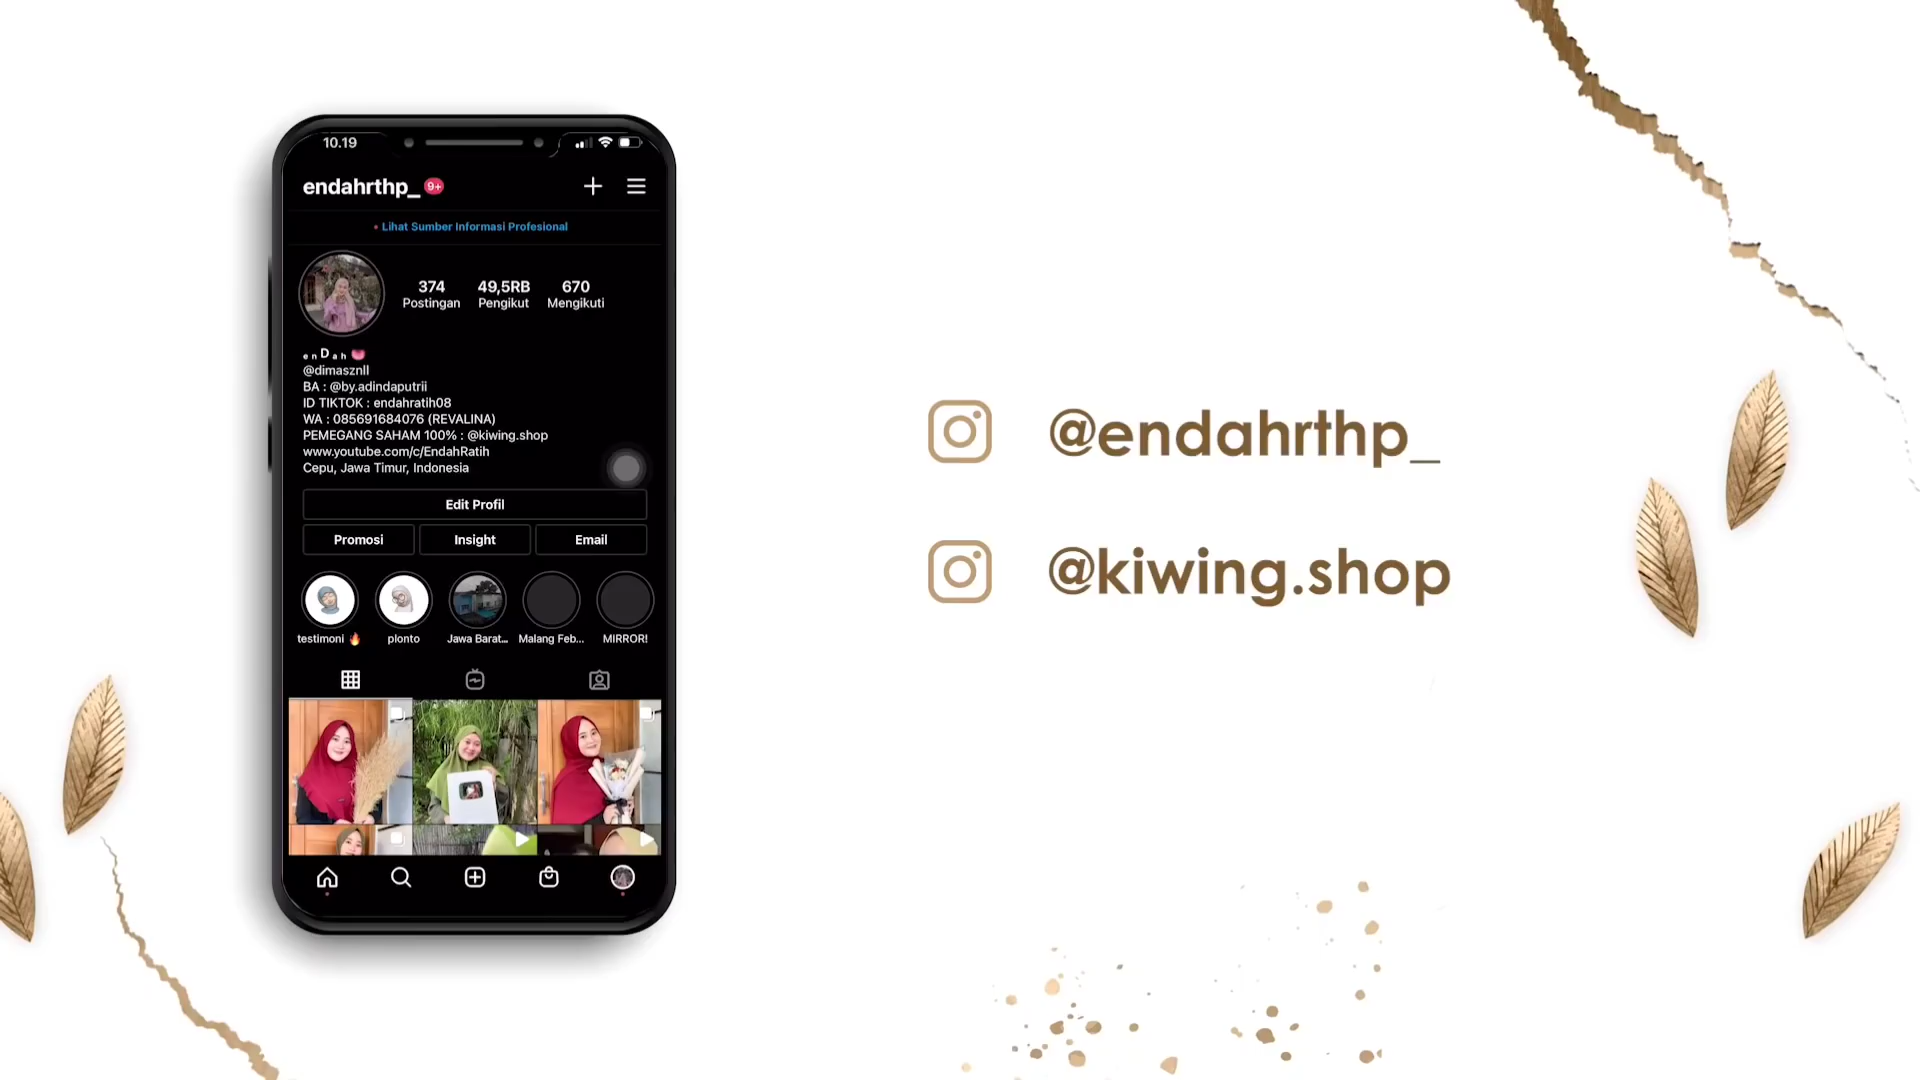 10.19
endahrthp_ 9+
Lihat Sumber Informasi Profesional
374 49,5RB 670
Postingan Pengikut Mengikuti
ₑ ₙ D ₐ ₕ
@dimasznll
BA : @by.adindaputrii
ID TIKTOK : endahratih08
WA : 085691684076 (REVALINA)
PEMEGANG SAHAM 100% : @kiwing.shop
www.youtube.com/c/EndahRatih
Cepu, Jawa Timur, Indonesia
Edit Profil
Promosi Insight Email
testimoni 🔥 plonto Jawa Barat... Malang Feb... MIRROR!
@endahrthp_
@kiwing.shop